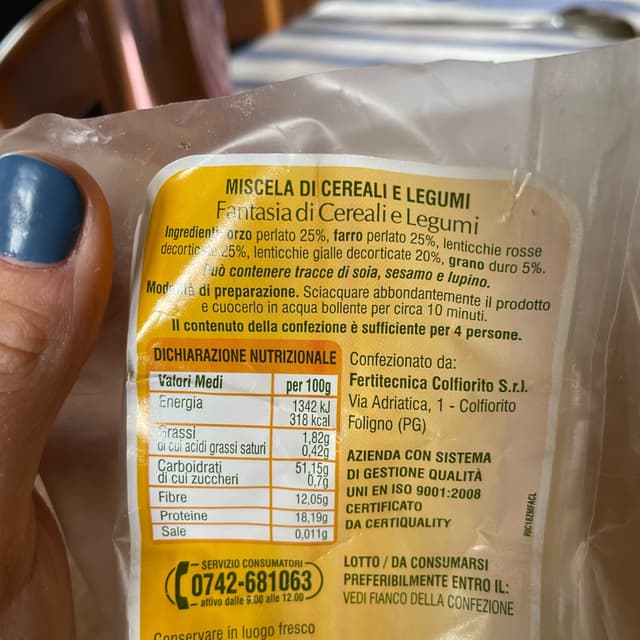 MISCELA DI CEREALI E LEGUMI
Fantasia di Cereali e Legumi
Ingredienti: orzo perlato 25%, farro perlato 25%, lenticchie rosse
decorticate 25%, lenticchie gialle decorticate 20%, grano duro 5%.
Può contenere tracce di soia, sesamo e lupino.
Modalità di preparazione. Sciacquare abbondantemente il prodotto
e cuocerlo in acqua bollente per circa 10 minuti.
Il contenuto della confezione è sufficiente per 4 persone.
DICHIARAZIONE NUTRIZIONALE
Valori Medi per 100g
Energia 1342 kJ
318 kcal
Grassi 1,82g
di cui acidi grassi saturi 0,42g
Carboidrati 51,15g
di cui zuccheri 0,7g
Fibre 12,05g
Proteine 18,19g
Sale 0,011g
SERVIZIO CONSUMATORI
0742-681063
attivo dalle 9.00 alle 12.00
Conservare in luogo fresco
Confezionato da:
Fertitecnica Colfiorito S.r.l.
Via Adriatica, 1 - Colfiorito
Foligno (PG)
AZIENDA CON SISTEMA
DI GESTIONE QUALITÀ
UNI EN ISO 9001:2008
CERTIFICATO
DA CERTIQUALITY
LOTTO / DA CONSUMARSI
PREFERIBILMENTE ENTRO IL:
VEDI FIANCO DELLA CONFEZIONE